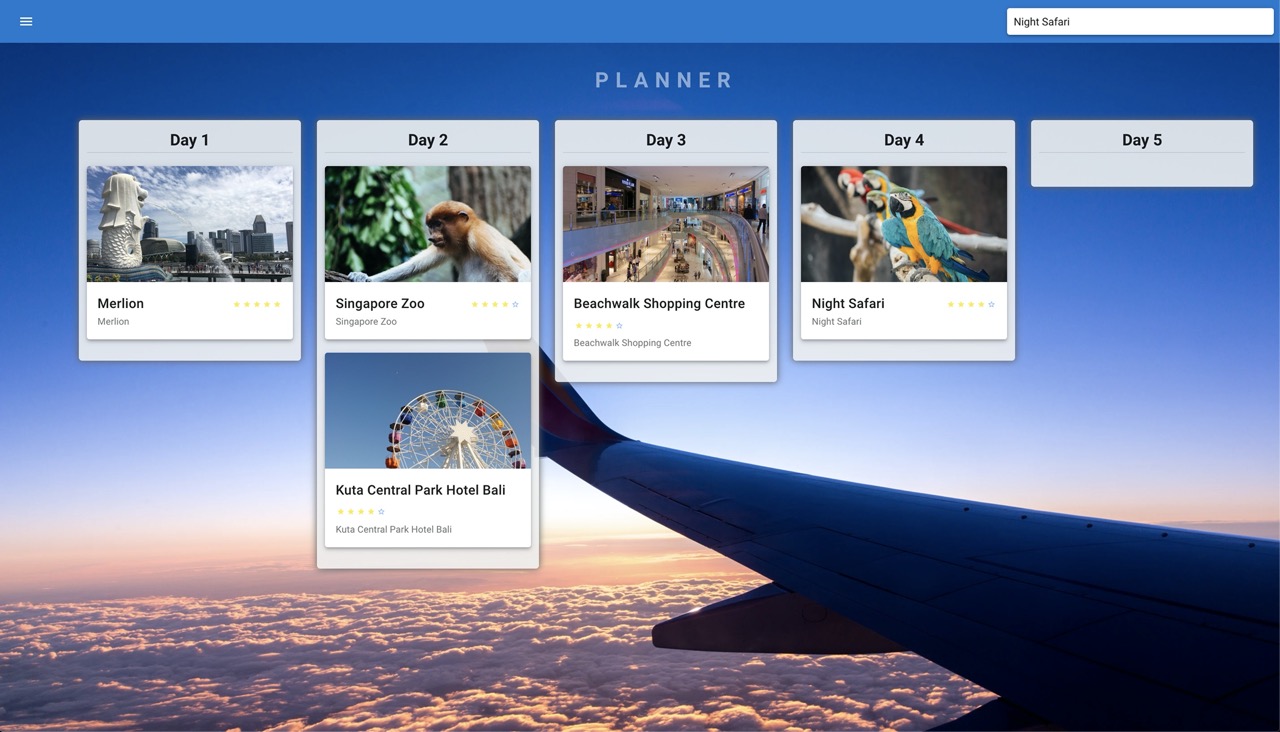 Night Safari
PLANNER
Day 1
Merlion
Merlion
Day 2
Singapore Zoo
Singapore Zoo
Kuta Central Park Hotel Bali
Kuta Central Park Hotel Bali
Day 3
Beachwalk Shopping Centre
Beachwalk Shopping Centre
Day 4
Night Safari
Night Safari
Day 5